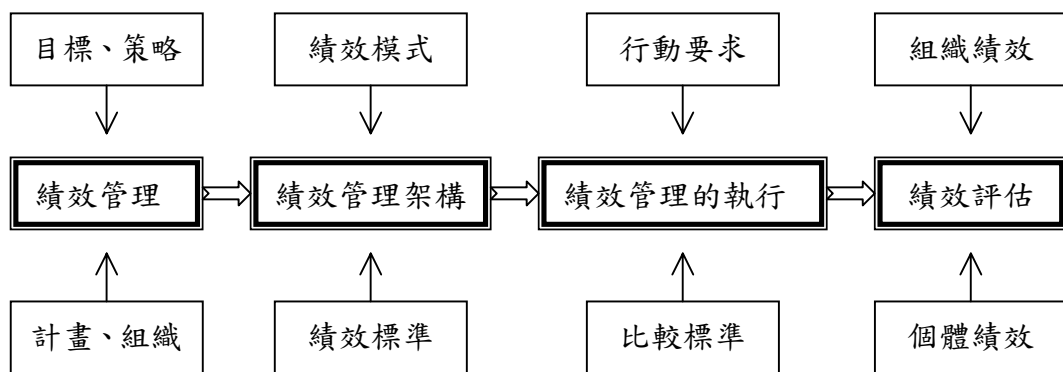 目標、策略
績效模式
行動要求
組織績效
績效管理
績效管理架構
績效管理的執行
績效評估
計畫、組織
績效標準
比較標準
個體績效